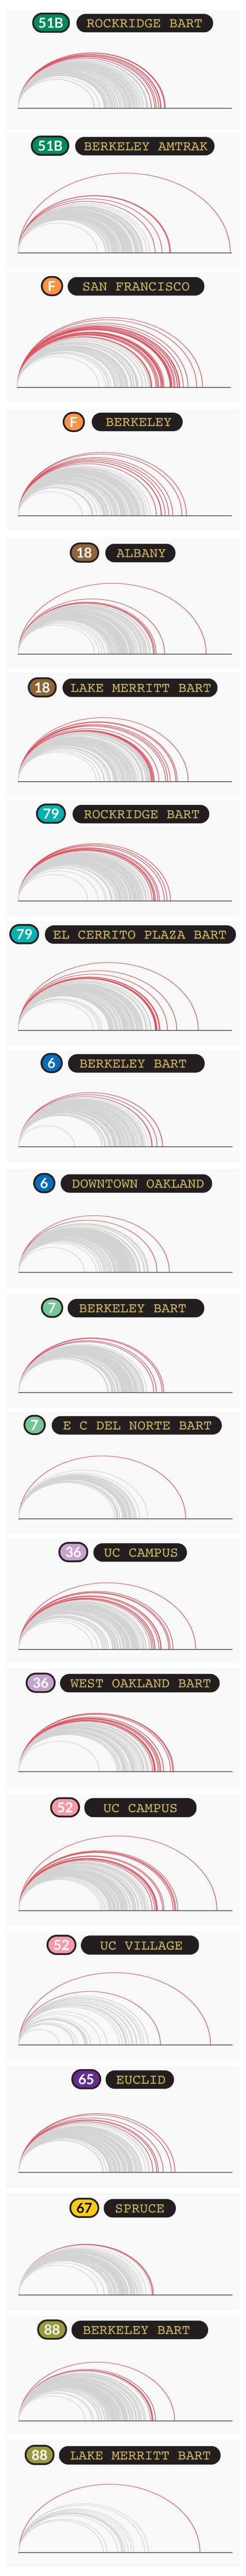 51B ROCKRIDGE BART
51B BERKELEY AMTRAK
F SAN FRANCISCO
F BERKELEY
18 ALBANY
18 LAKE MERRITT BART
79 ROCKRIDGE BART
79 EL CERRITO PLAZA BART
6 BERKELEY BART
6 DOWNTOWN OAKLAND
7 BERKELEY BART
7 E C DEL NORTE BART
36 UC CAMPUS
36 WEST OAKLAND BART
52 UC CAMPUS
52 UC VILLAGE
65 EUCLID
67 SPRUCE
88 BERKELEY BART
88 LAKE MERRITT BART